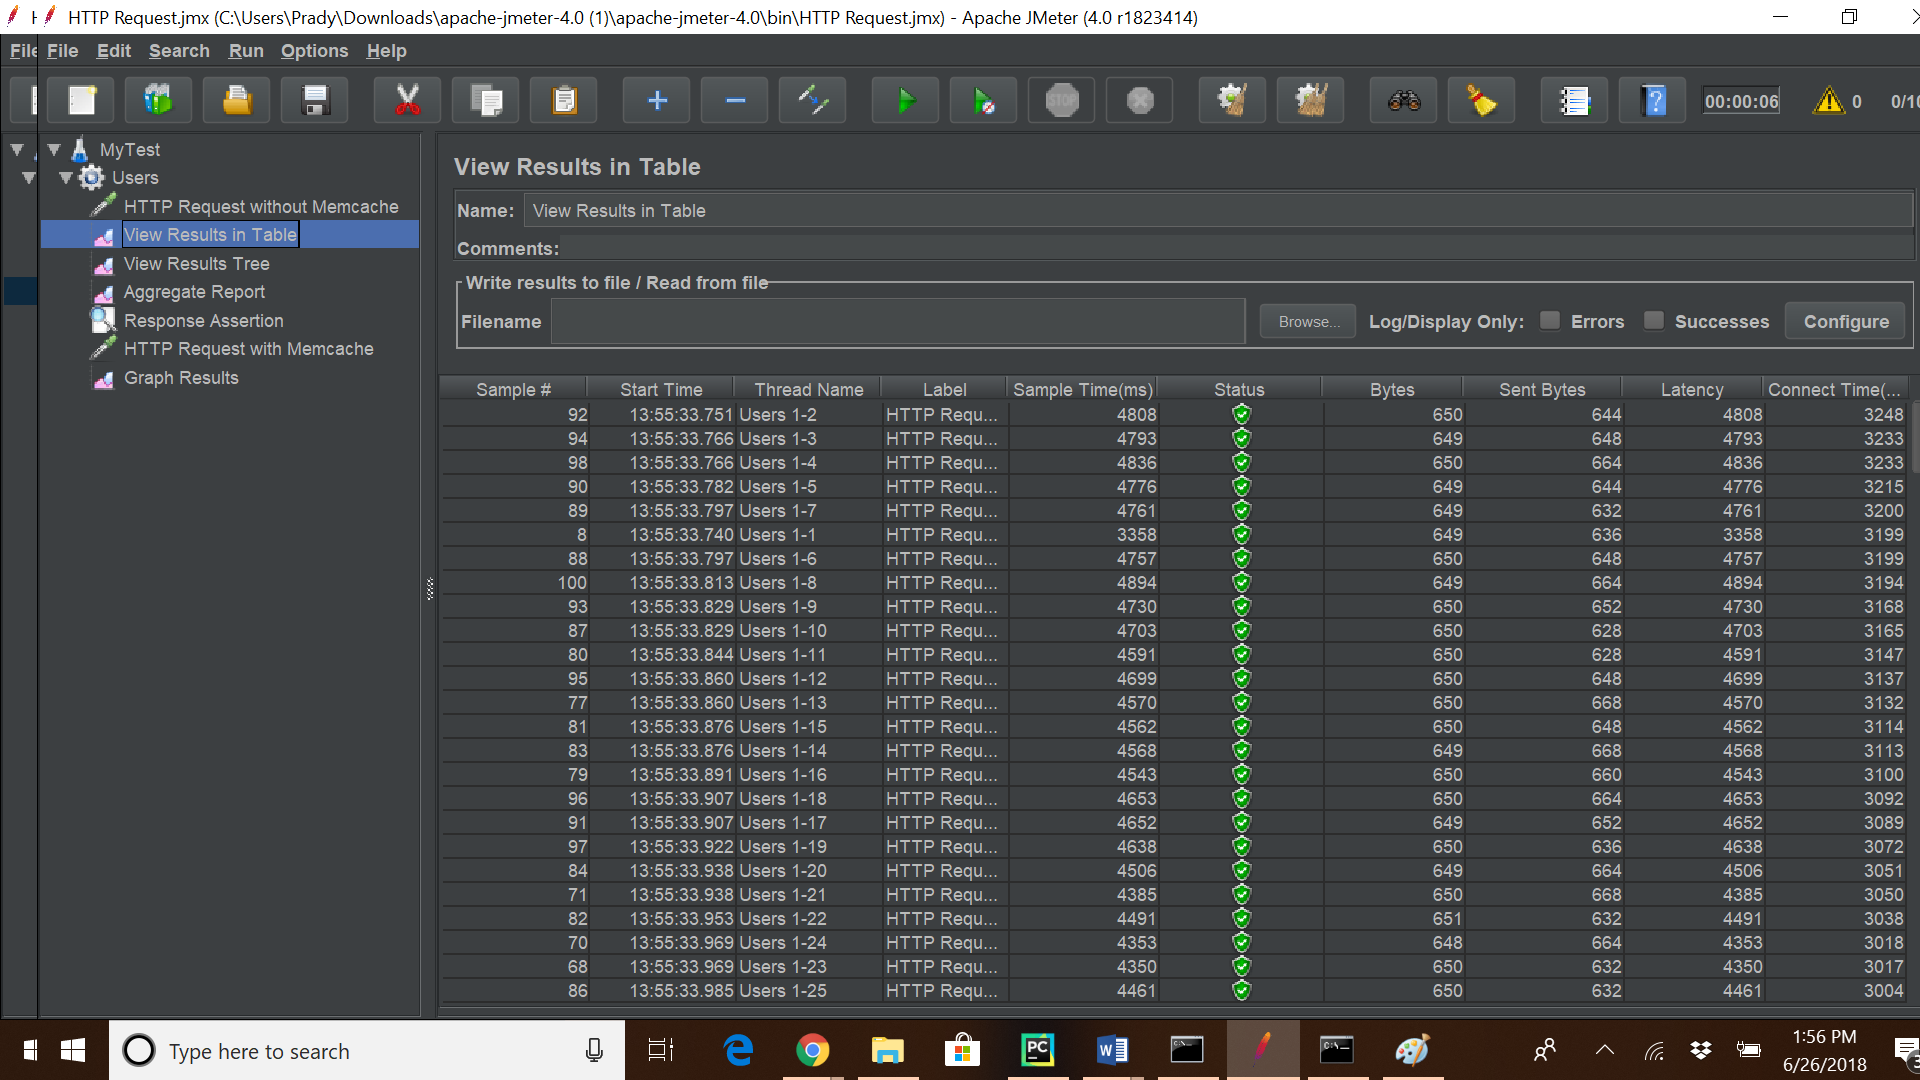 HTTP Request.jmx (C:\Users\Prady\Downloads\apache-jmeter-4.0 (1)\apache-jmeter-4.0\bin\HTTP Request.jmx) - Apache JMeter (4.0 r1823414)
File Edit Search Run Options Help
STOP
00:00:06 0 0/10
MyTest
Users
HTTP Request without Memcache
View Results in Table
View Results Tree
Aggregate Report
Response Assertion
HTTP Request with Memcache
Graph Results
View Results in Table
Name: View Results in Table
Comments:
Write results to file / Read from file
Filename Browse... Log/Display Only: Errors Successes Configure
Sample # Start Time Thread Name Label Sample Time(ms) Status Bytes Sent Bytes Latency Connect Time(...
92 13:55:33.751 Users 1-2 HTTP Requ... 4808 650 644 4808 3248
94 13:55:33.766 Users 1-3 HTTP Requ... 4793 649 648 4793 3233
98 13:55:33.766 Users 1-4 HTTP Requ... 4836 650 664 4836 3233
90 13:55:33.782 Users 1-5 HTTP Requ... 4776 649 644 4776 3215
89 13:55:33.797 Users 1-7 HTTP Requ... 4761 649 632 4761 3200
8 13:55:33.740 Users 1-1 HTTP Requ... 3358 649 636 3358 3199
88 13:55:33.797 Users 1-6 HTTP Requ... 4757 650 648 4757 3199
100 13:55:33.813 Users 1-8 HTTP Requ... 4894 649 664 4894 3194
93 13:55:33.829 Users 1-9 HTTP Requ... 4730 650 652 4730 3168
87 13:55:33.829 Users 1-10 HTTP Requ... 4703 650 628 4703 3165
80 13:55:33.844 Users 1-11 HTTP Requ... 4591 650 628 4591 3147
95 13:55:33.860 Users 1-12 HTTP Requ... 4699 650 648 4699 3137
77 13:55:33.860 Users 1-13 HTTP Requ... 4570 650 668 4570 3132
81 13:55:33.876 Users 1-15 HTTP Requ... 4562 650 648 4562 3114
83 13:55:33.876 Users 1-14 HTTP Requ... 4568 649 668 4568 3113
79 13:55:33.891 Users 1-16 HTTP Requ... 4543 650 660 4543 3100
96 13:55:33.907 Users 1-18 HTTP Requ... 4653 650 664 4653 3092
91 13:55:33.907 Users 1-17 HTTP Requ... 4652 649 652 4652 3089
97 13:55:33.922 Users 1-19 HTTP Requ... 4638 650 636 4638 3072
84 13:55:33.938 Users 1-20 HTTP Requ... 4506 649 664 4506 3051
71 13:55:33.938 Users 1-21 HTTP Requ... 4385 650 668 4385 3050
82 13:55:33.953 Users 1-22 HTTP Requ... 4491 651 632 4491 3038
70 13:55:33.969 Users 1-24 HTTP Requ... 4353 648 664 4353 3018
68 13:55:33.969 Users 1-23 HTTP Requ... 4350 650 632 4350 3017
86 13:55:33.985 Users 1-25 HTTP Requ... 4461 650 632 4461 3004
Type here to search
PC
1:56 PM
6/26/2018